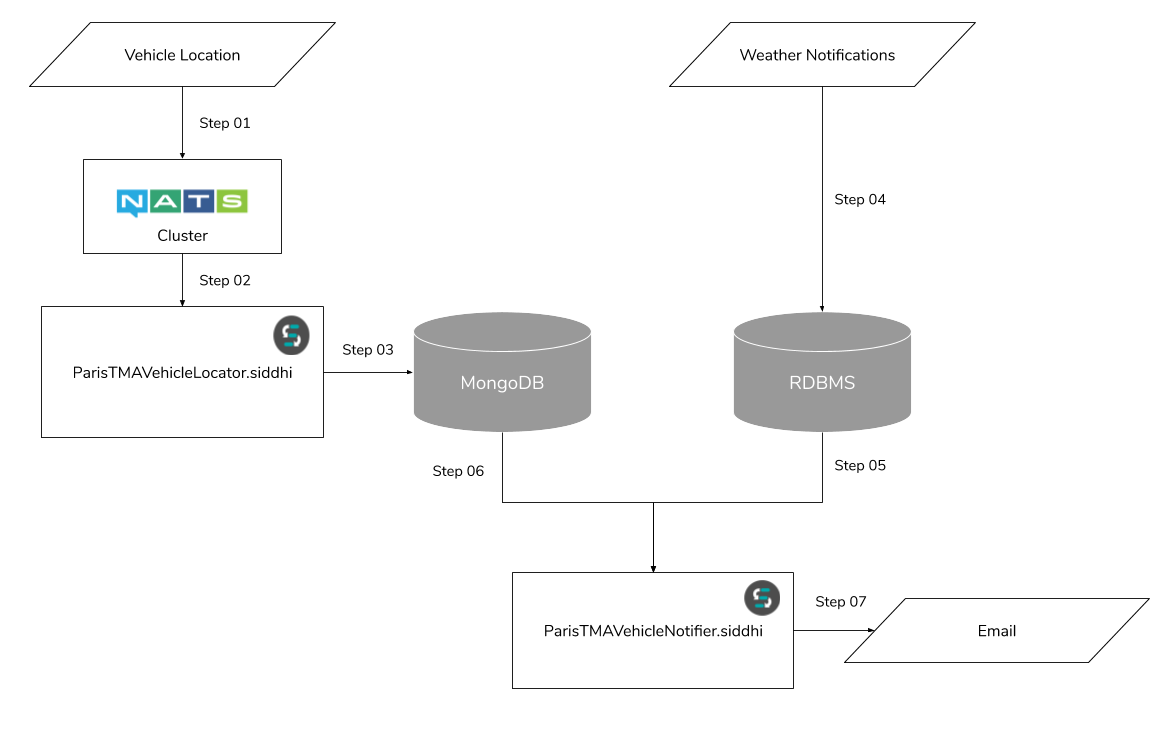 Vehicle Location
Weather Notifications
Step 01
NATS
Cluster
Step 04
Step 02
ParisTMAVehicleLocator.siddhi
Step 03
MongoDB
RDBMS
Step 06
Step 05
ParisTMAVehicleNotifier.siddhi
Step 07
Email